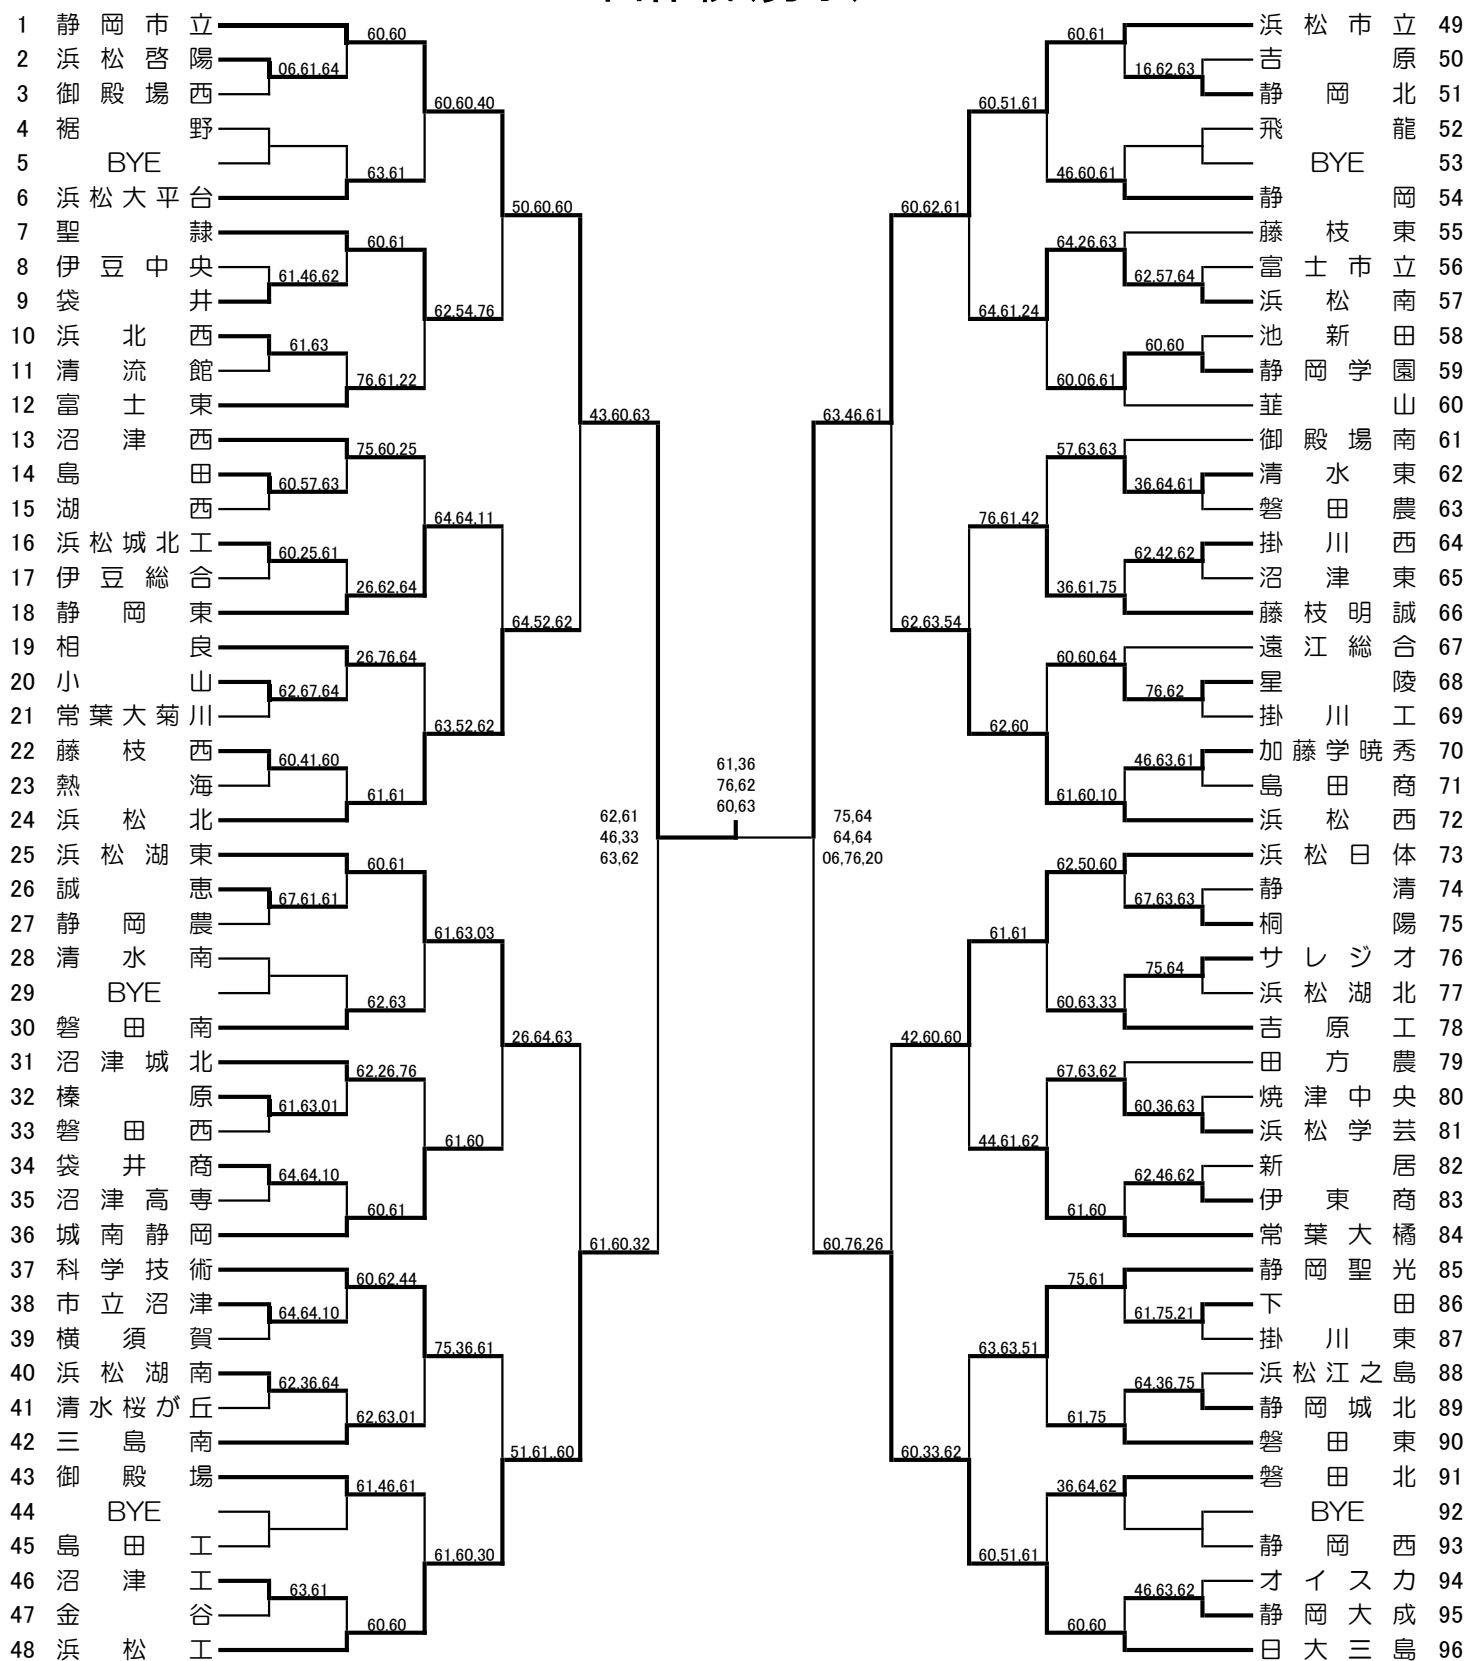 1 静岡市立
2 浜松啓陽
3 御殿場西
4 裾野
5 BYE
6 浜松大平台
7 聖隷
8 伊豆中央
9 袋井
10 浜北西
11 清流館
12 富士東
13 沼津西
14 島田
15 湖西
16 浜松城北工
17 伊豆総合
18 静岡東
19 相良
20 小山
21 常葉大菊川
22 藤枝西
23 熱海
24 浜松北
25 浜松湖東
26 誠恵
27 静岡農
28 清水南
29 BYE
30 磐田南
31 沼津城北
32 榛原
33 磐田西
34 袋井商
35 沼津高専
36 城南静岡
37 科学技術
38 市立沼津
39 横須賀
40 浜松湖南
41 清水桜が丘
42 三島南
43 御殿場
44 BYE
45 島田工
46 沼津工
47 金谷
48 浜松工
06,61,64
61,46,62
61,63
60,57,63
60,25,61
62,67,64
60,41,60
67,61,61
61,63,01
64,64,10
64,64,10
62,36,64
63,61
60,60
63,61
60,61
76,61,22
75,60,25
26,62,64
26,76,64
61,61
60,61
62,63
62,26,76
60,61
60,62,44
62,63,01
61,46,61
60,60
60,60,40
62,54,76
64,64,11
63,52,62
61,63,03
61,60
75,36,61
61,60,30
50,60,60
64,52,62
26,64,63
51,61,.60
43,60,63
61,60,32
62,61
46,33
63,62
61,36
76,62
60,63
75,64
64,64
06,76,20
63,46,61
60,76,26
60,62,61
62,63,54
42,60,60
60,33,62
60,51,61
64,61,24
76,61,42
62,60
61,61
44,61,62
63,63,51
60,51,61
60,61
46,60,61
64,26,63
60,06,61
57,63,63
36,61,75
60,60,64
61,60,10
62,50,60
60,63,33
67,63,62
61,60
75,61
61,75
36,64,62
60,60
16,62,63
62,57,64
60,60
36,64,61
62,42,62
76,62
46,63,61
67,63,63
75,64
60,36,63
62,46,62
61,75,21
64,36,75
46,63,62
浜松市立 49
吉原 50
静岡北 51
飛龍 52
BYE 53
静岡 54
藤枝東 55
富士市立 56
浜松南 57
池新田 58
静岡学園 59
韮山 60
御殿場南 61
清水東 62
磐田農 63
掛川西 64
沼津東 65
藤枝明誠 66
遠江総合 67
星陵 68
掛川工 69
加藤学暁秀 70
島田商 71
浜松西 72
浜松日体 73
静清 74
桐陽 75
サレジオ 76
浜松湖北 77
吉原工 78
田方農 79
焼津中央 80
浜松学芸 81
新居 82
伊東商 83
常葉大橘 84
静岡聖光 85
下田 86
掛川東 87
浜松江之島 88
静岡城北 89
磐田東 90
磐田北 91
BYE 92
静岡西 93
オイスカ 94
静岡大成 95
日大三島 96